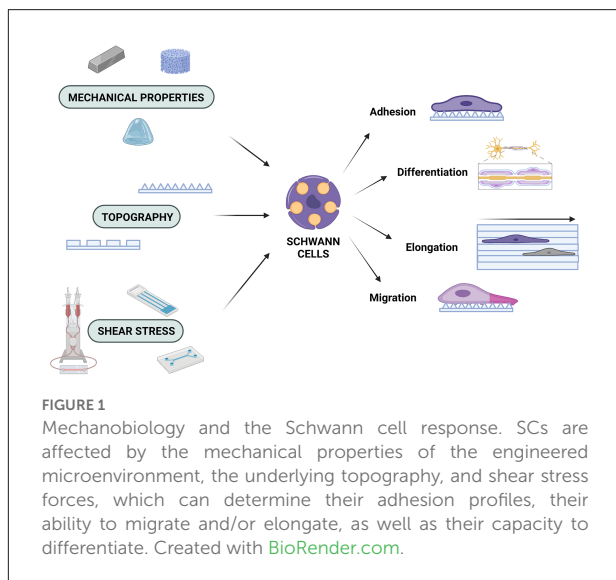 MECHANICAL PROPERTIES
TOPOGRAPHY
SHEAR STRESS
SCHWANN
CELLS
Adhesion
Differentiation
Elongation
Migration
FIGURE 1
Mechanobiology and the Schwann cell response. SCs are
affected by the mechanical properties of the engineered
microenvironment, the underlying topography, and shear stress
forces, which can determine their adhesion profiles, their
ability to migrate and/or elongate, as well as their capacity to
differentiate. Created with BioRender.com.